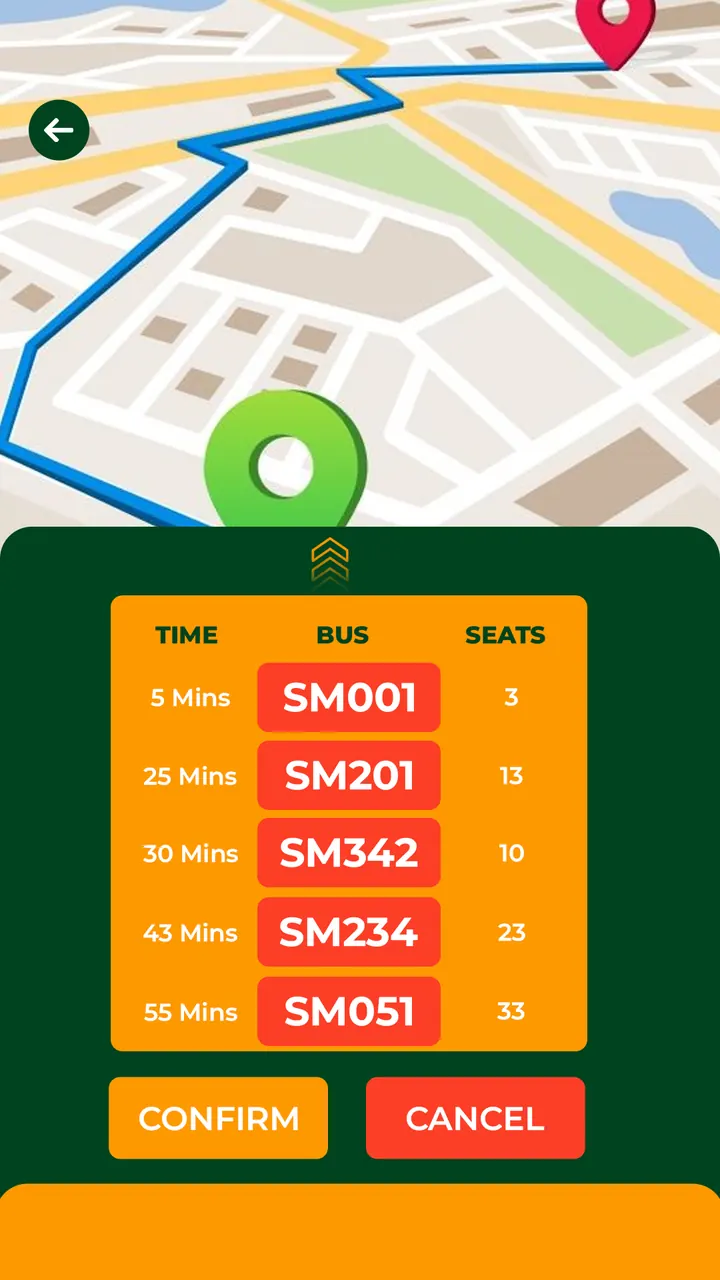 TIME BUS SEATS
5 Mins SM001 3
25 Mins SM201 13
30 Mins SM342 10
43 Mins SM234 23
55 Mins SM051 33
CONFIRM CANCEL